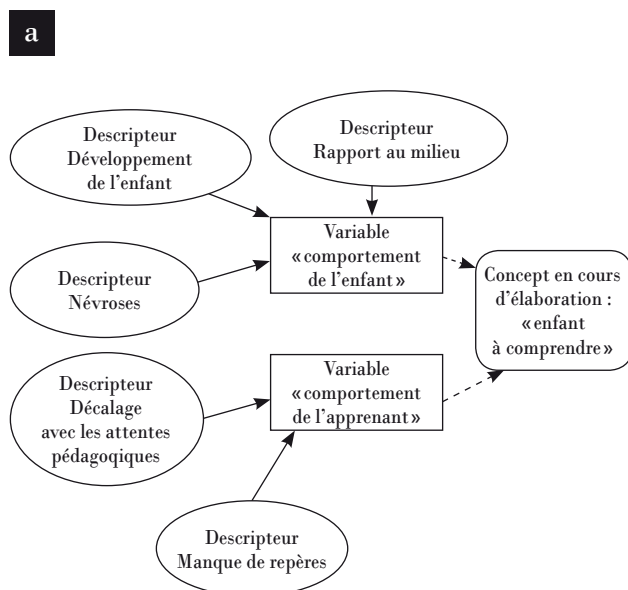 a
Descripteur
Développement
de l'enfant
Descripteur
Rapport au milieu
Variable
«comportement
de l'enfant»
Descripteur
Névroses
Concept en cours
d'élaboration :
«enfant
à comprendre»
Variable
«comportement
de l'apprenant»
Descripteur
Décalage
avec les attentes
pédagoqiques
Descripteur
Manque de repères